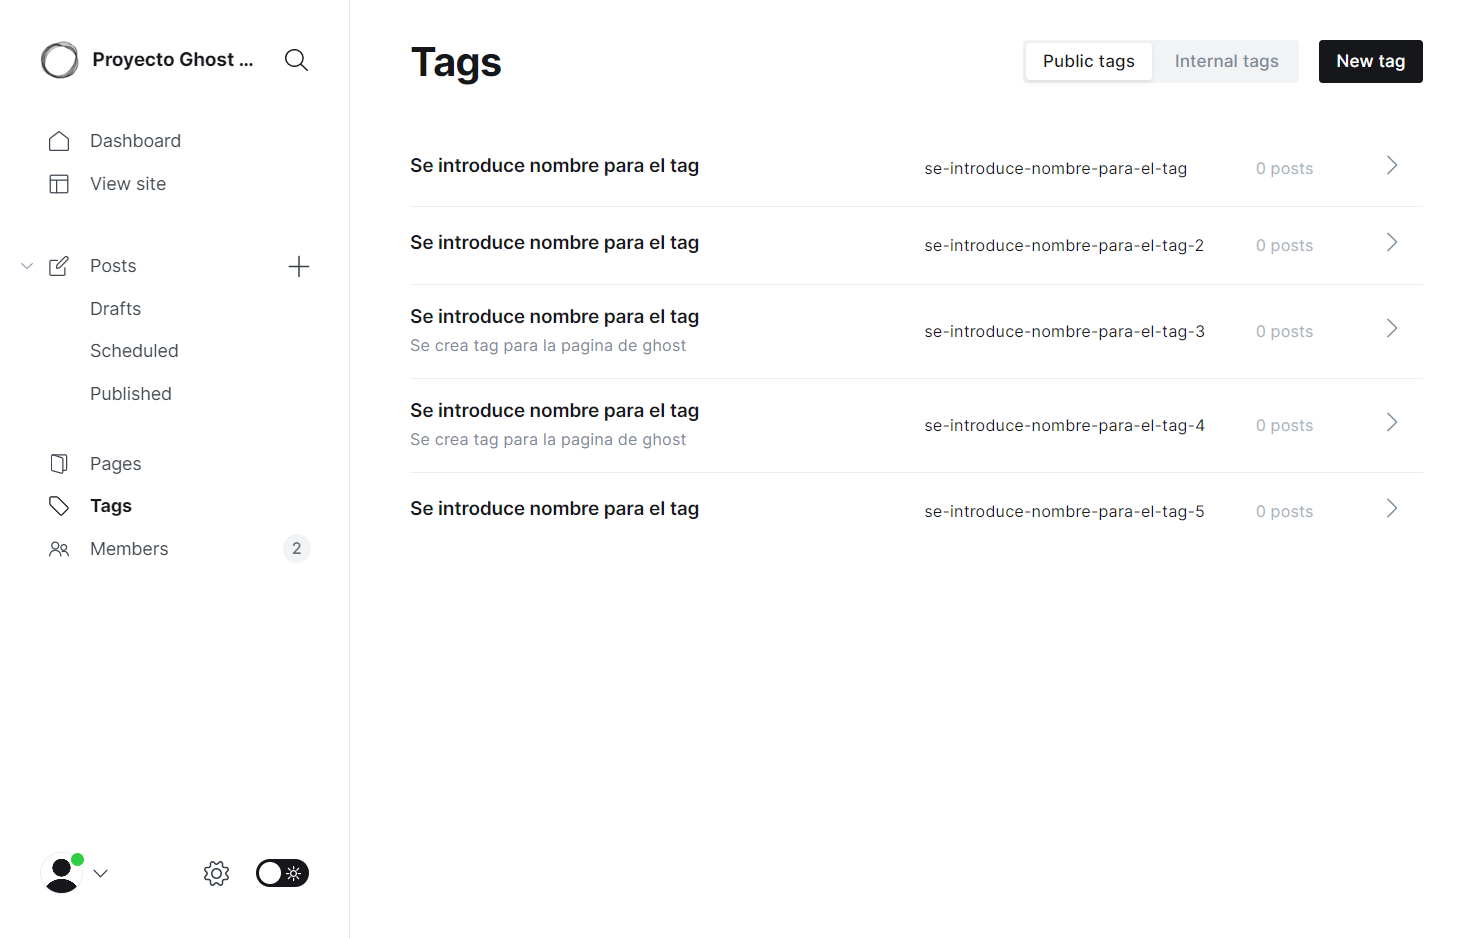 Proyecto Ghost ...
Dashboard
View site
Posts
Drafts
Scheduled
Published
Pages
Tags
Members 2
Tags
Public tags Internal tags New tag
Se introduce nombre para el tag se-introduce-nombre-para-el-tag 0 posts
Se introduce nombre para el tag se-introduce-nombre-para-el-tag-2 0 posts
Se introduce nombre para el tag se-introduce-nombre-para-el-tag-3 0 posts
Se crea tag para la pagina de ghost
Se introduce nombre para el tag se-introduce-nombre-para-el-tag-4 0 posts
Se crea tag para la pagina de ghost
Se introduce nombre para el tag se-introduce-nombre-para-el-tag-5 0 posts